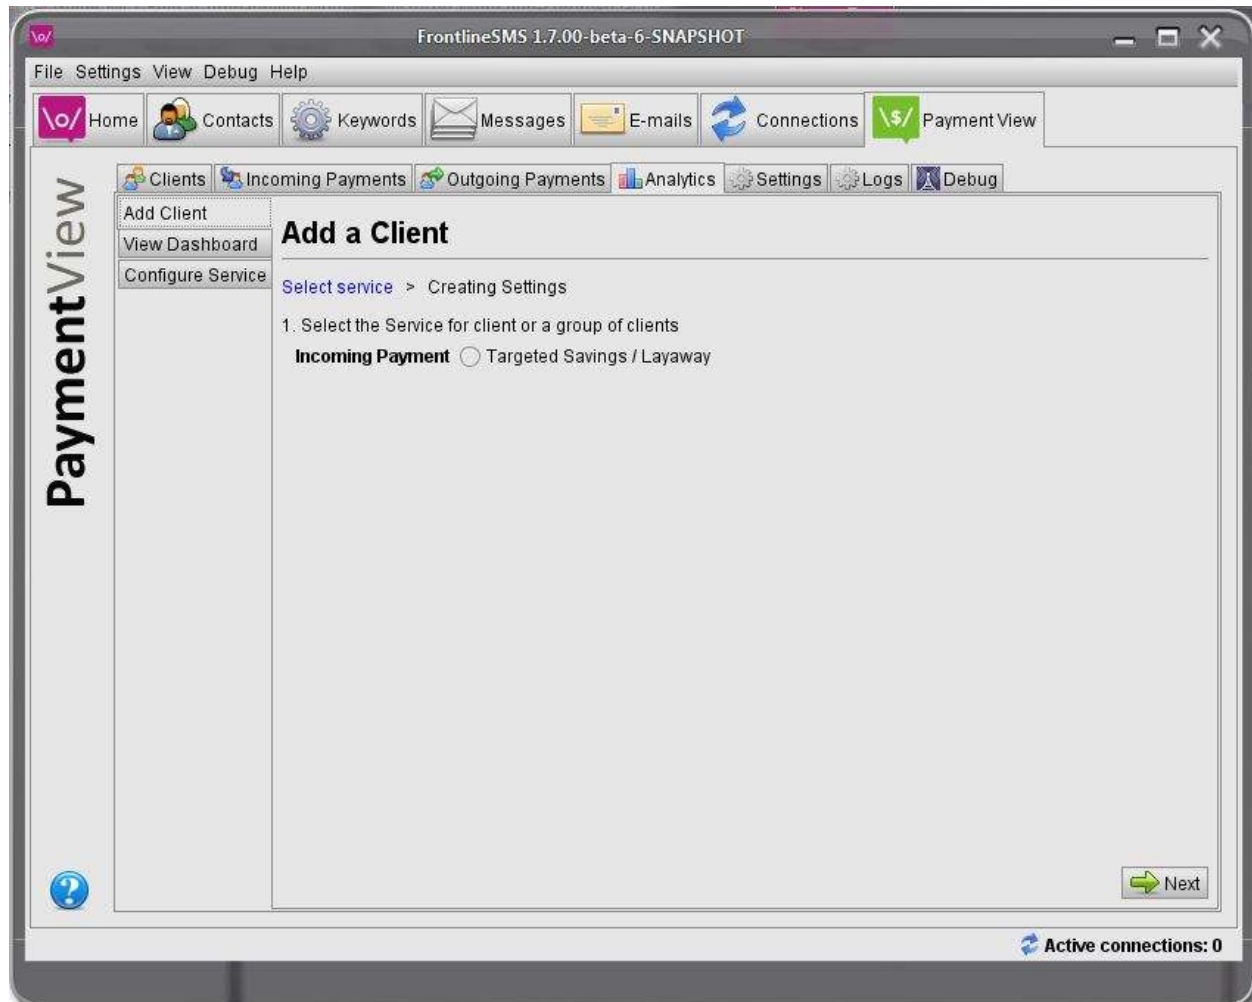 \o/ FrontlineSMS 1.7.00-beta-6-SNAPSHOT
File Settings View Debug Help
\o/ Home Contacts Keywords Messages E-mails Connections \$/ Payment View
Clients Incoming Payments Outgoing Payments Analytics Settings Logs Debug
PaymentView
Add Client
View Dashboard
Configure Service
Add a Client
Select service > Creating Settings
1. Select the Service for client or a group of clients
Incoming Payment Targeted Savings / Layaway
? Next
Active connections: 0